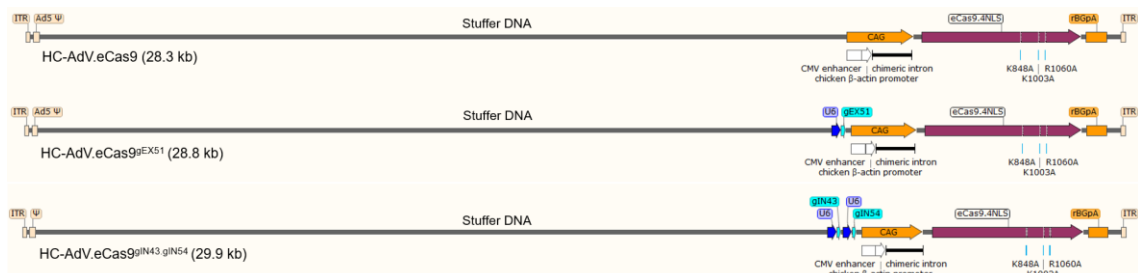 Stuffer DNA
ITR Ad5 Ψ eCas9.4NLS rBGpA ITR
CAG
HC-AdV.eCas9 (28.3 kb)
CMV enhancer | chimeric intron K848A | R1060A
chicken β-actin promoter K1003A
Stuffer DNA
ITR Ad5 Ψ U6 gEX51 eCas9.4NLS rBGpA ITR
CAG
HC-AdV.eCas9gEX51 (28.8 kb)
CMV enhancer | chimeric intron K848A | R1060A
chicken β-actin promoter K1003A
Stuffer DNA
gIN43 U6
ITR Ψ U6 gIN54 eCas9.4NLS rBGpA ITR
CAG
HC-AdV.eCas9gIN43.gIN54 (29.9 kb)
CMV enhancer | chimeric intron K848A | R1060A